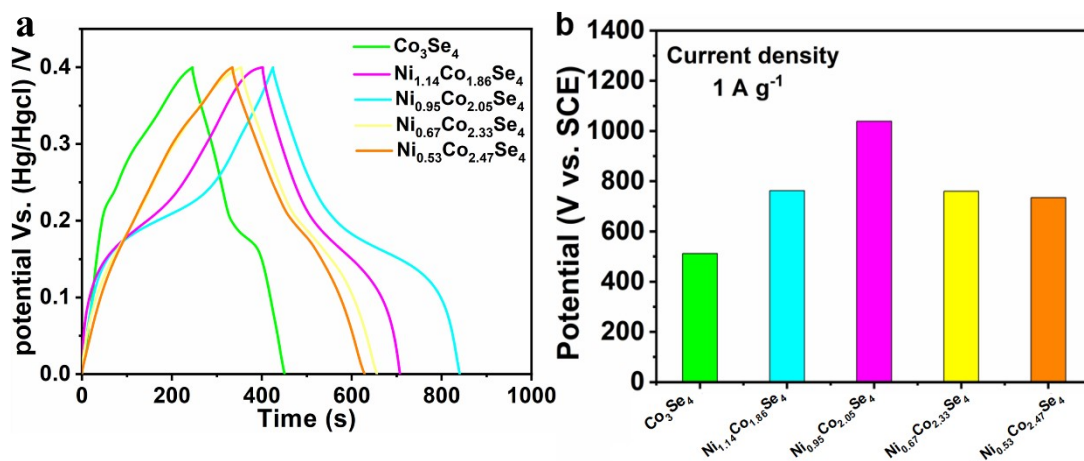 a
potential Vs. (Hg/Hgcl) /V
0.4
0.3
0.2
0.1
0.0
0
200
400
600
800
1000
Time (s)
Co₃Se₄
Ni₁.₁₄Co₁.₈₆Se₄
Ni₀.₉₅Co₂.₀₅Se₄
Ni₀.₆₇Co₂.₃₃Se₄
Ni₀.₅₃Co₂.₄₇Se₄
b
Potential (V vs. SCE)
1400
1200
1000
800
600
400
200
0
Current density
1 A g⁻¹
Co₃Se₄
Ni₁.₁₄Co₁.₈₆Se₄
Ni₀.₉₅Co₂.₀₅Se₄
Ni₀.₆₇Co₂.₃₃Se₄
Ni₀.₅₃Co₂.₄₇Se₄